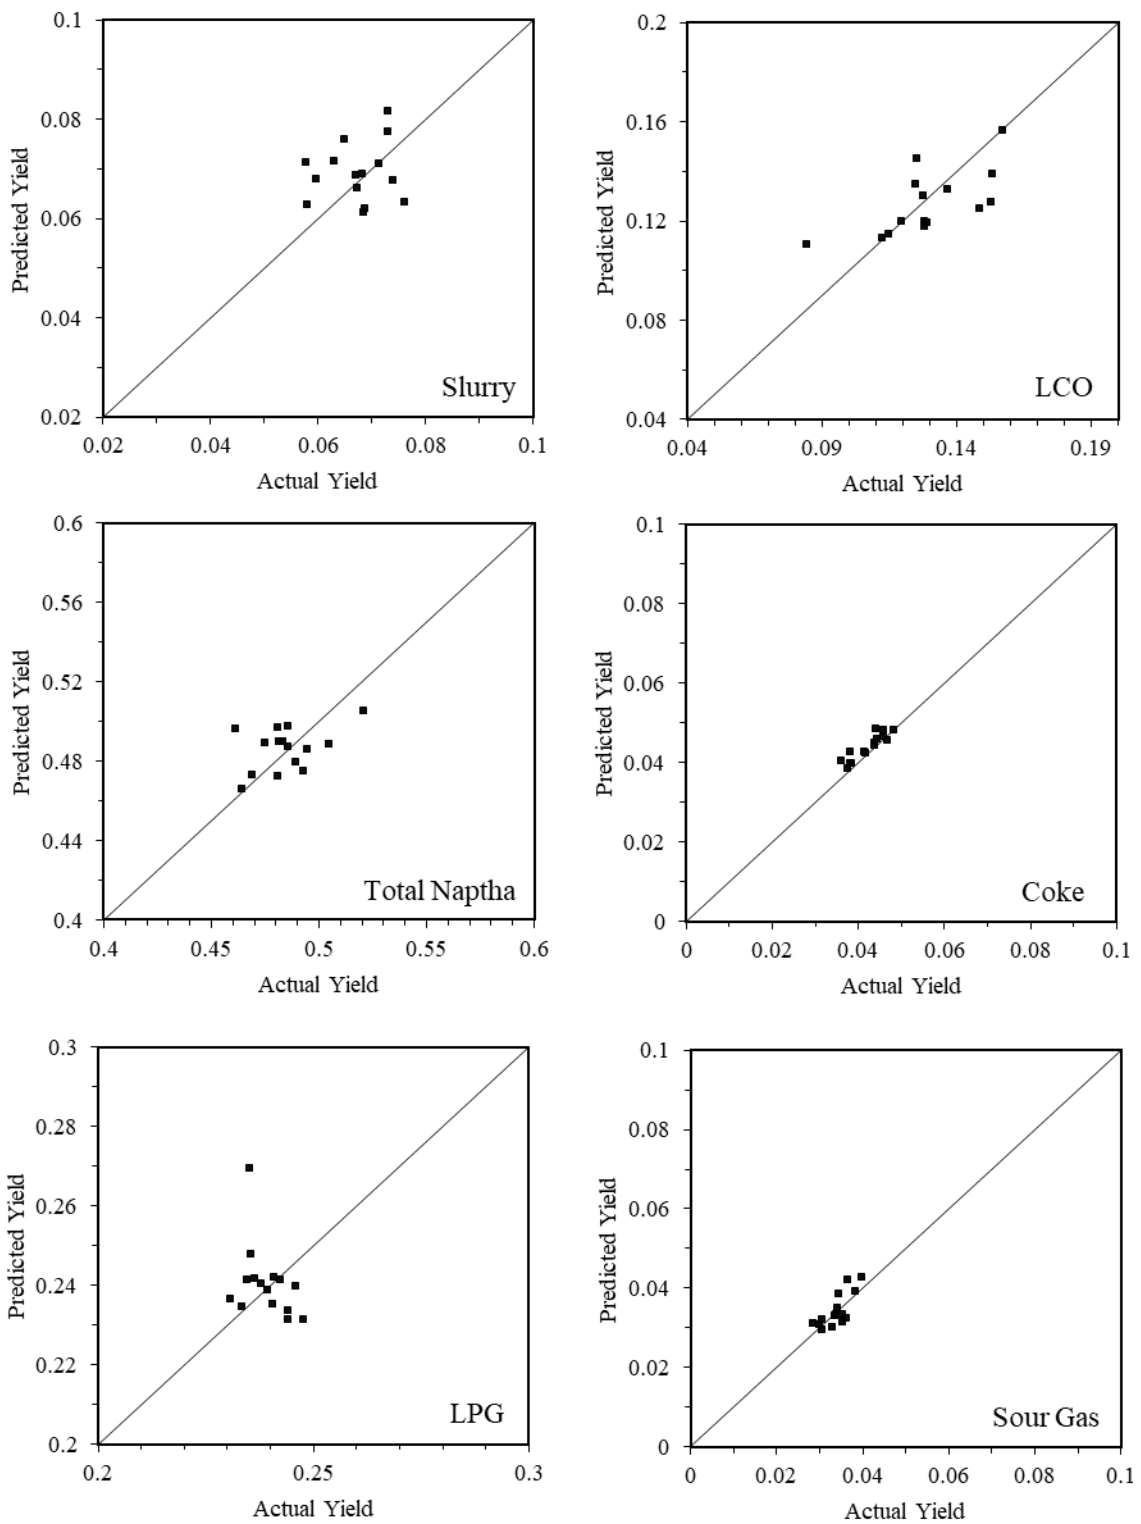 0.1
0.08
0.06
0.04
0.02
Predicted Yield
Slurry
0.02 0.04 0.06 0.08 0.1
Actual Yield
0.2
0.16
0.12
0.08
0.04
Predicted Yield
LCO
0.04 0.09 0.14 0.19
Actual Yield
0.6
0.56
0.52
0.48
0.44
0.4
Predicted Yield
Total Naptha
0.4 0.45 0.5 0.55 0.6
Actual Yield
0.1
0.08
0.06
0.04
0.02
0
Predicted Yield
Coke
0 0.02 0.04 0.06 0.08 0.1
Actual Yield
0.3
0.28
0.26
0.24
0.22
0.2
Predicted Yield
LPG
0.2 0.25 0.3
Actual Yield
0.1
0.08
0.06
0.04
0.02
0
Predicted Yield
Sour Gas
0 0.02 0.04 0.06 0.08 0.1
Actual Yield